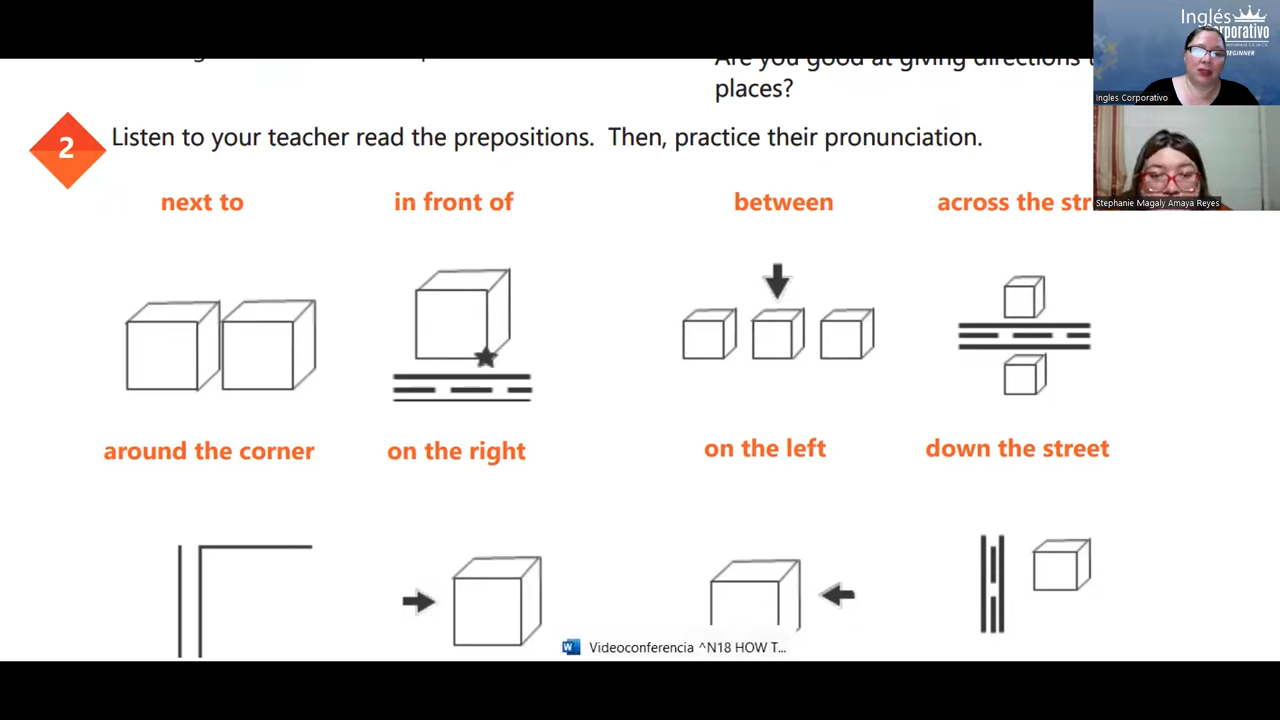 Are you good at giving directions
places?
2
Listen to your teacher read the prepositions. Then, practice their pronunciation.
next to
in front of
between
across the str
around the corner
on the right
on the left
down the street
Videoconferencia ^N18 HOW T...
Inglés
Corporativo
BEGINNER
Ingles Corporativo
Stephanie Magaly Amaya Reyes